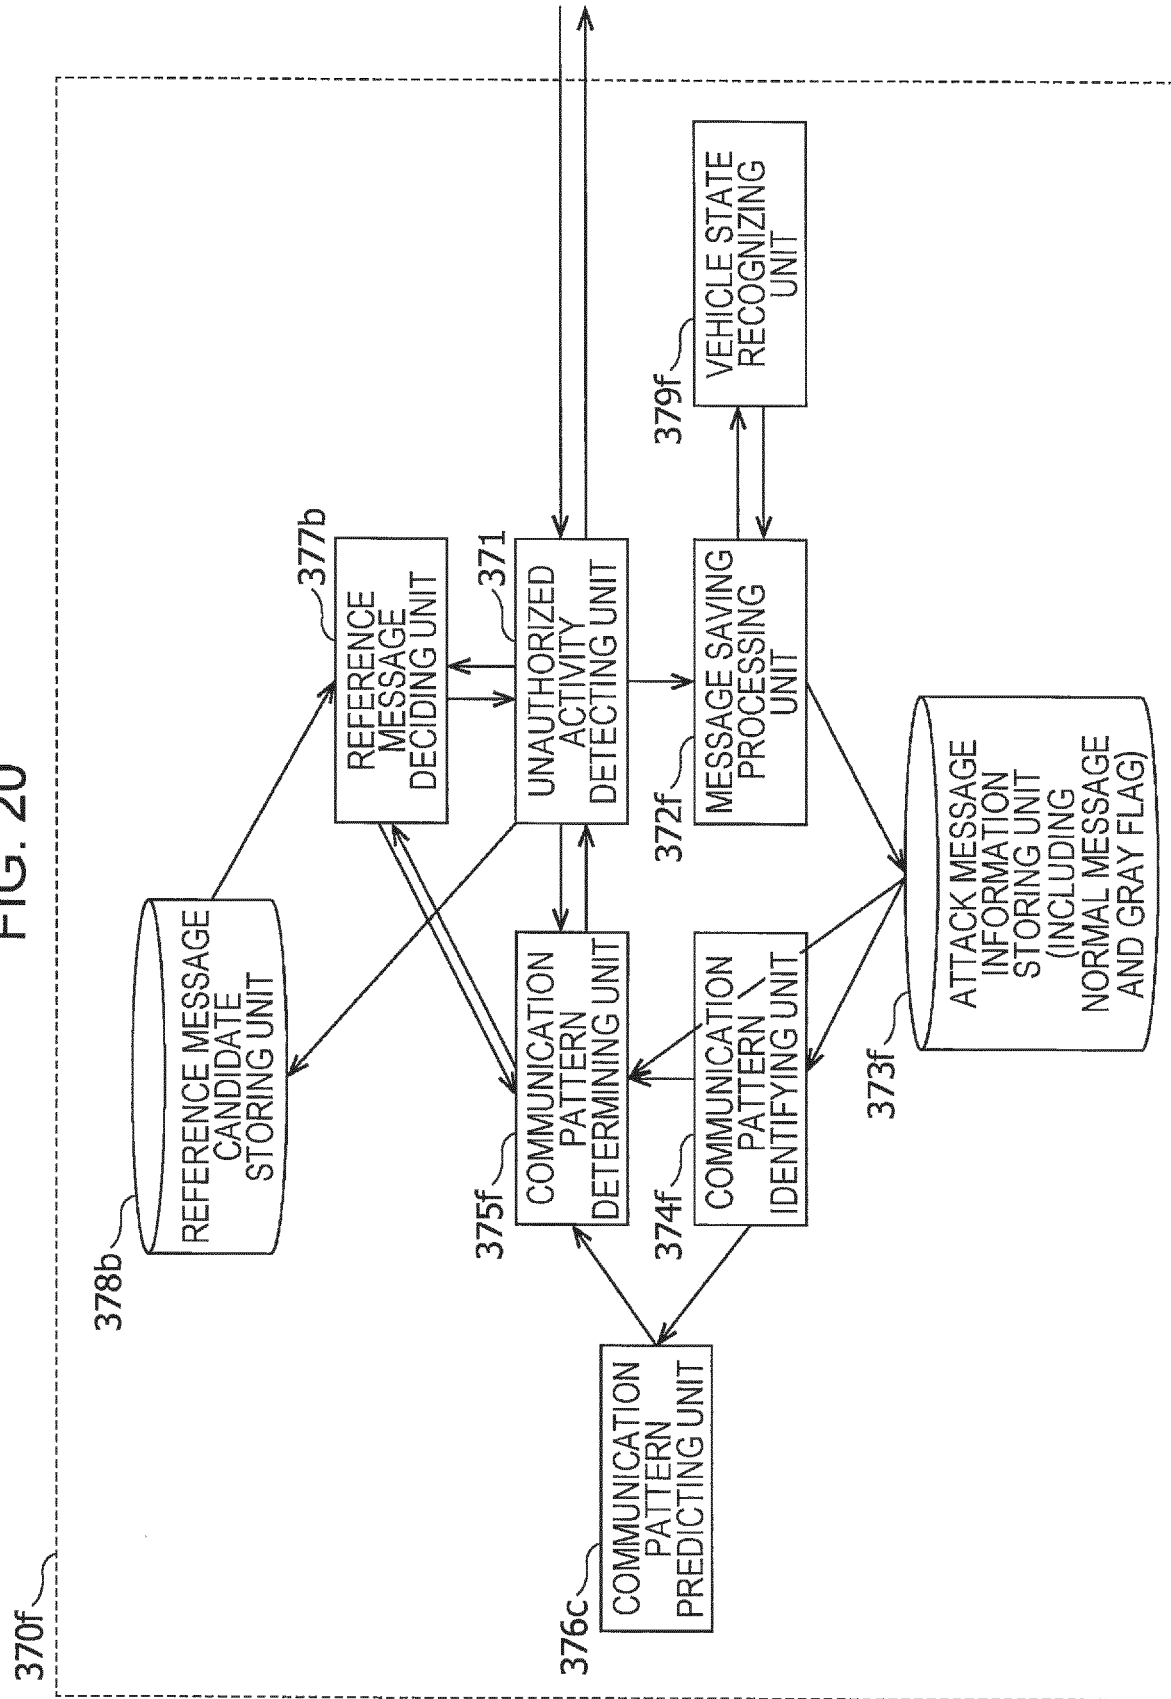 FIG. 20
370f
378b
REFERENCE MESSAGE
CANDIDATE
STORING UNIT
377b
REFERENCE
MESSAGE
DECIDING UNIT
376c
COMMUNICATION
PATTERN
PREDICTING UNIT
375f
COMMUNICATION
PATTERN
DETERMINING UNIT
371
UNAUTHORIZED
ACTIVITY
DETECTING UNIT
374f
COMMUNICATION
PATTERN
IDENTIFYING UNIT
372f
MESSAGE SAVING
PROCESSING
UNIT
379f
VEHICLE STATE
RECOGNIZING
UNIT
373f
ATTACK MESSAGE
INFORMATION
STORING UNIT
(INCLUDING
NORMAL MESSAGE
AND GRAY FLAG)